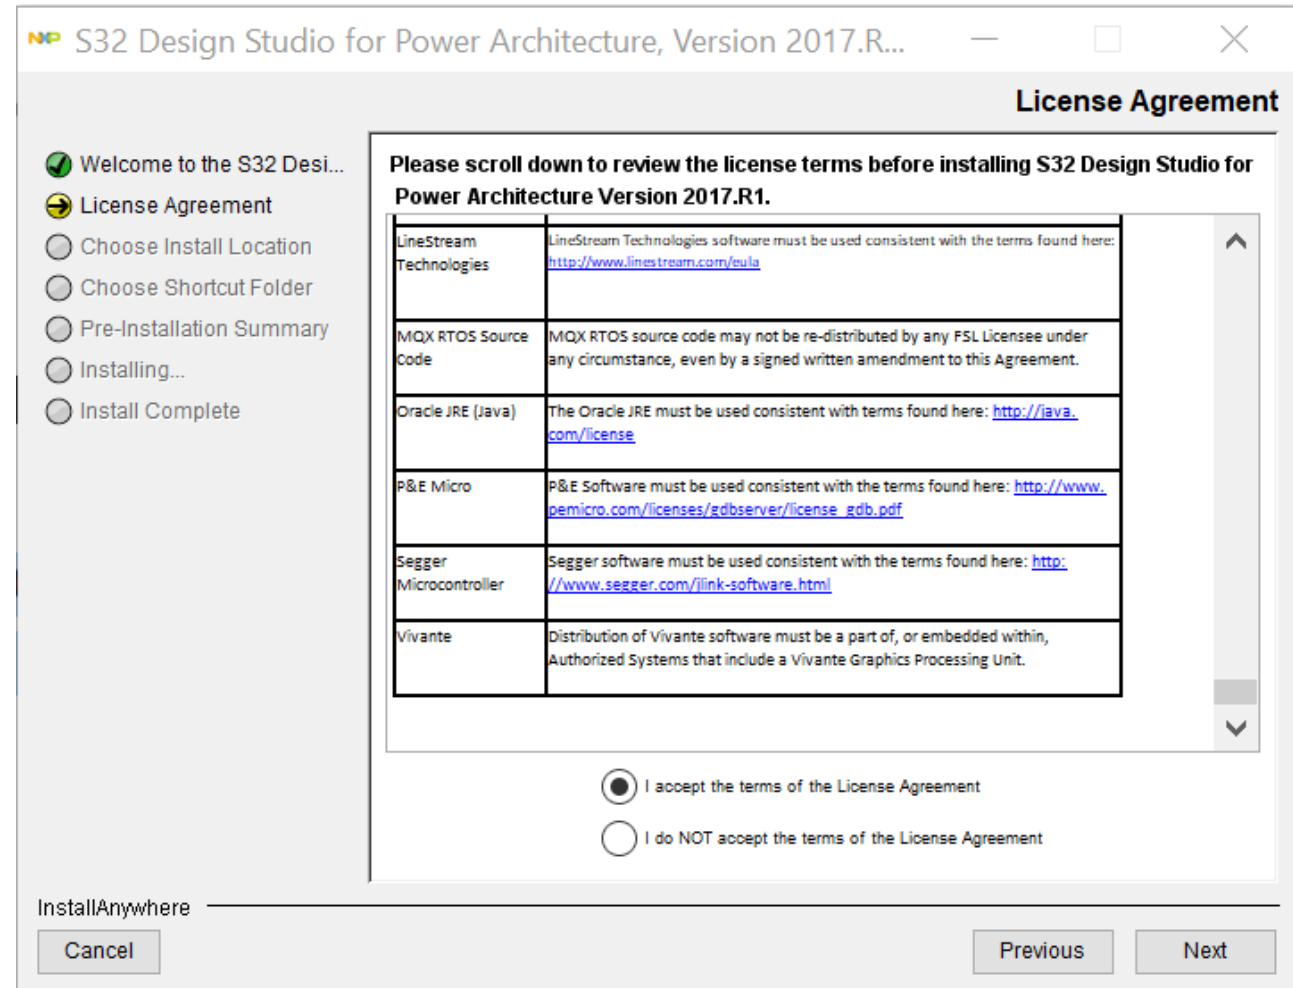 NXP S32 Design Studio for Power Architecture, Version 2017.R...
License Agreement
Welcome to the S32 Desi...
License Agreement
Choose Install Location
Choose Shortcut Folder
Pre-Installation Summary
Installing...
Install Complete
Please scroll down to review the license terms before installing S32 Design Studio for
Power Architecture Version 2017.R1.
LineStream
Technologies
LineStream Technologies software must be used consistent with the terms found here:
http://www.linestream.com/eula
MQX RTOS Source
Code
MQX RTOS source code may not be re-distributed by any FSL Licensee under
any circumstance, even by a signed written amendment to this Agreement.
Oracle JRE (Java)
The Oracle JRE must be used consistent with terms found here: http://java.
com/license
P&E Micro
P&E Software must be used consistent with the terms found here: http://www.
pemicro.com/licenses/gdbserver/license_gdb.pdf
Segger
Microcontroller
Segger software must be used consistent with the terms found here: http:
//www.segger.com/jlink-software.html
Vivante
Distribution of Vivante software must be a part of, or embedded within,
Authorized Systems that include a Vivante Graphics Processing Unit.
I accept the terms of the License Agreement
I do NOT accept the terms of the License Agreement
InstallAnywhere
Cancel
Previous
Next